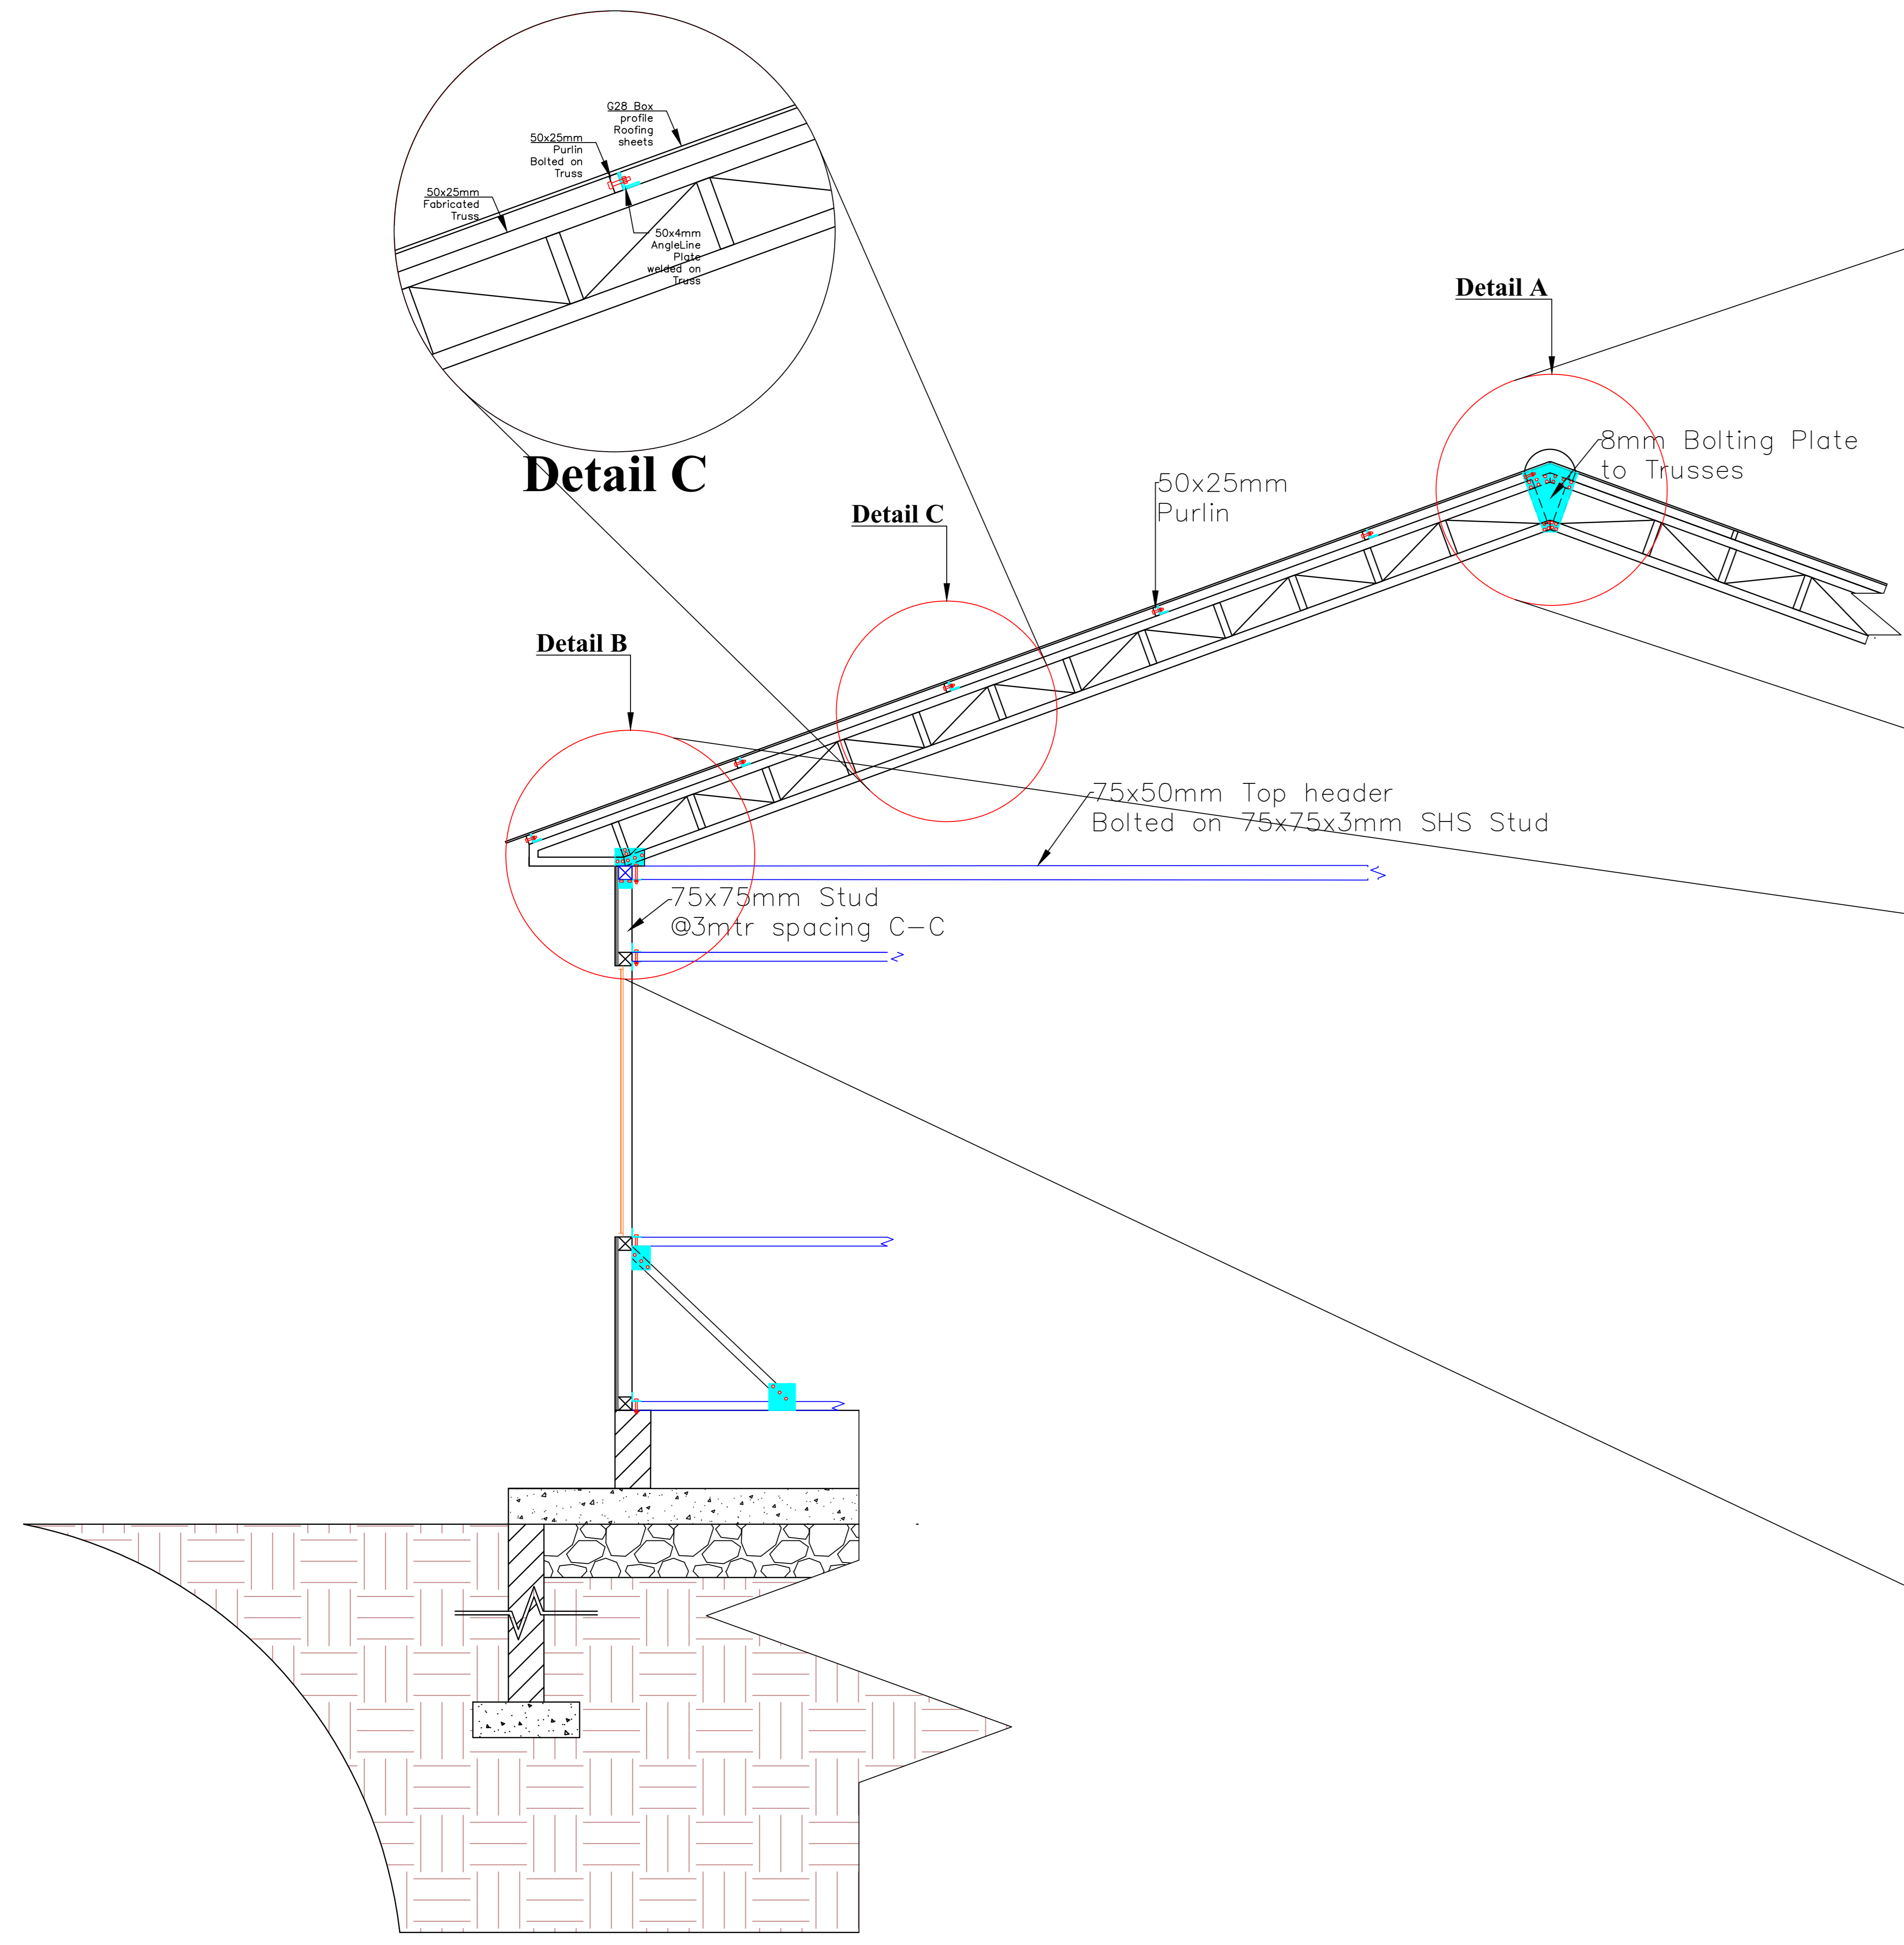 G28 Box
profile
Roofing
sheets
50x25mm
Purlin
Bolted on
Truss
50x25mm
Fabricated
Truss
50x4mm
AngleLine
Plate
welded on
Truss
Detail C
Detail A
8mm Bolting Plate
to Trusses
50x25mm
Purlin
Detail C
Detail B
75x50mm Top header
Bolted on 75x75x3mm SHS Stud
75x75mm Stud
@3mtr spacing C-C